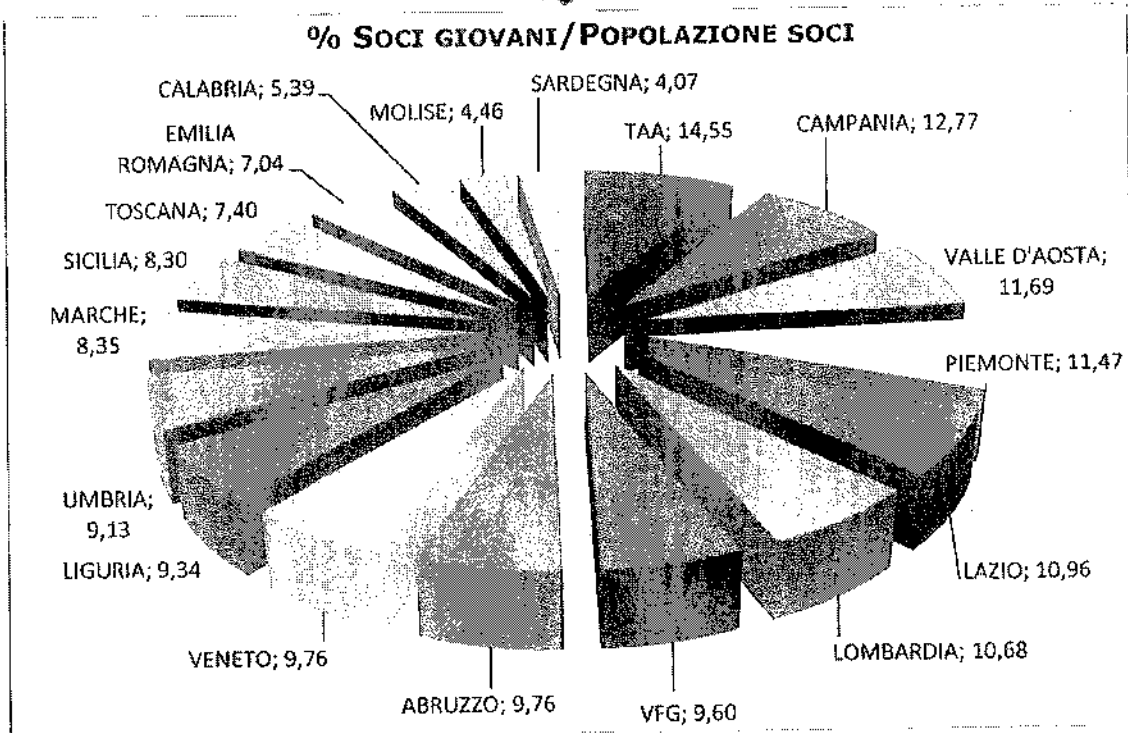 % SOCI GIOVANI/POPOLAZIONE SOCI
SARDEGNA; 4,07
CALABRIA; 5,39
MOLISE; 4,46
TAA; 14,55
CAMPANIA; 12,77
EMILIA
ROMAGNA; 7,04
TOSCANA; 7,40
SICILIA; 8,30
VALLE D'AOSTA;
11,69
MARCHE;
8,35
PIEMONTE; 11,47
UMBRIA;
9,13
LIGURIA; 9,34
LAZIO; 10,96
VENETO; 9,76
LOMBARDIA; 10,68
ABRUZZO; 9,76
VFG; 9,60